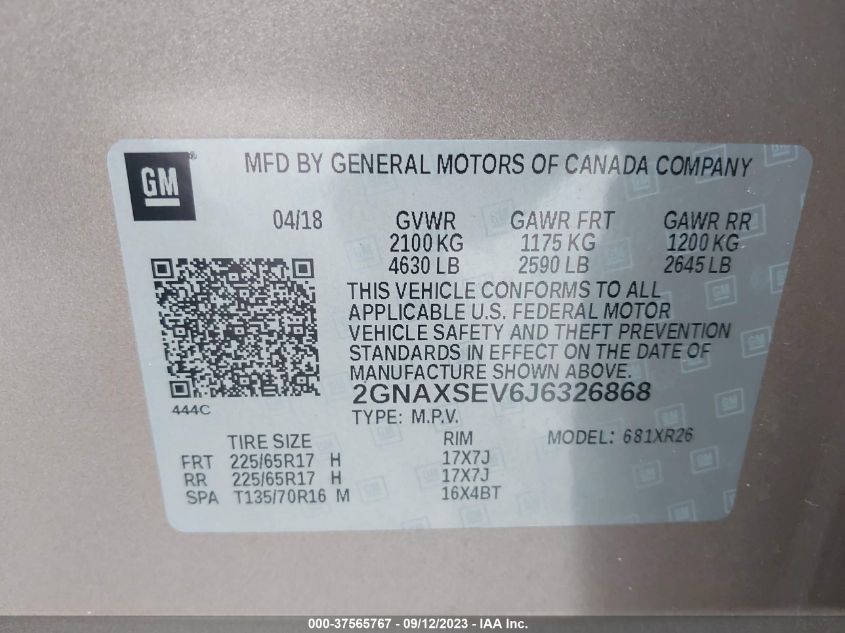 GM
MFD BY GENERAL MOTORS OF CANADA COMPANY
04/18 GVWR GAWR FRT GAWR RR
2100 KG 1175 KG 1200 KG
4630 LB 2590 LB 2645 LB
THIS VEHICLE CONFORMS TO ALL
APPLICABLE U.S. FEDERAL MOTOR
VEHICLE SAFETY AND THEFT PREVENTION
STANDARDS IN EFFECT ON THE DATE OF
MANUFACTURE SHOWN ABOVE.
2GNAXSEV6J6326868
444C
TYPE: M.P.V.
TIRE SIZE RIM MODEL: 681XR26
FRT 225/65R17 H 17X7J
RR 225/65R17 H 17X7J
SPA T135/70R16 M 16X4BT
000-37565767 - 09/12/2023 - IAA Inc.